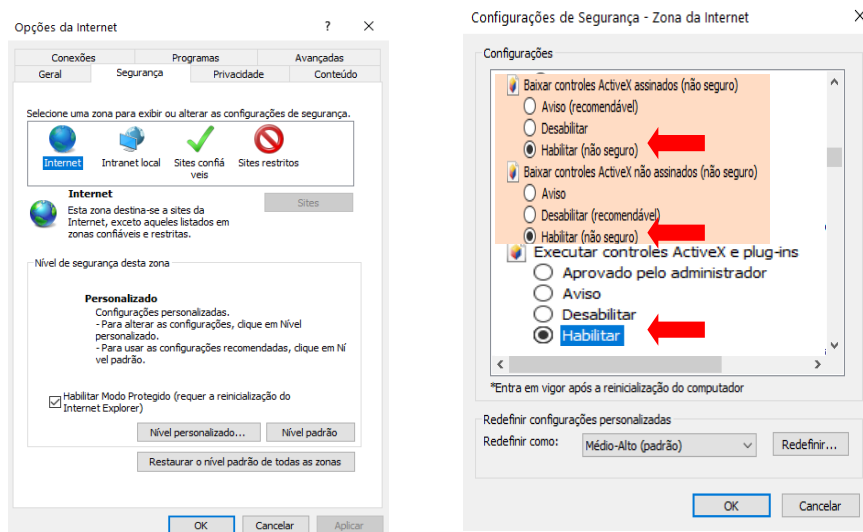 Opções da Inter
?
Conexões
Programas
Avançadas
Geral
Segurança
Privacidade
Conteúdo
Selecione uma zona para exibir ou alterar as configurações de segurança.
Internet
Intranet local
Sites confiá
veis
Sites restritos
Internet
Esta zona destina-se a sites da
Internet, exceto aqueles listados em
zonas confiáveis e restritas.
Sites
Nível de segurança desta zona
Personalizado
Configurações personalizadas.
- Para alterar as configurações, clique em Nível
personalizado.
- Para usar as configurações recomendadas, clique em Ní
vel padrão.
Habilitar Modo Protegido (requer a reinicialização do
Internet Explorer)
Nível personalizado...
Nível padrão
Restaurar o nível padrão de todas as zonas
OK
Cancelar
Aplicar
Configurações de Segurança - Zona da Internet
Configurações
Baixar controles ActiveX assinados (não seguro)
Aviso (recomendável)
Desabilitar
Habilitar (não seguro)
Baixar controles ActiveX não assinados (não seguro)
Aviso
Desabilitar (recomendável)
Habilitar (não seguro)
Executar controles ActiveX e plug-ins
Aprovado pelo administrador
Aviso
Desabilitar
Habilitar
*Entra em vigor após a reinicialização do computador
Redefinir configurações personalizadas
Redefinir como:
Médio-Alto (padrão)
Redefinir...
OK
Cancelar